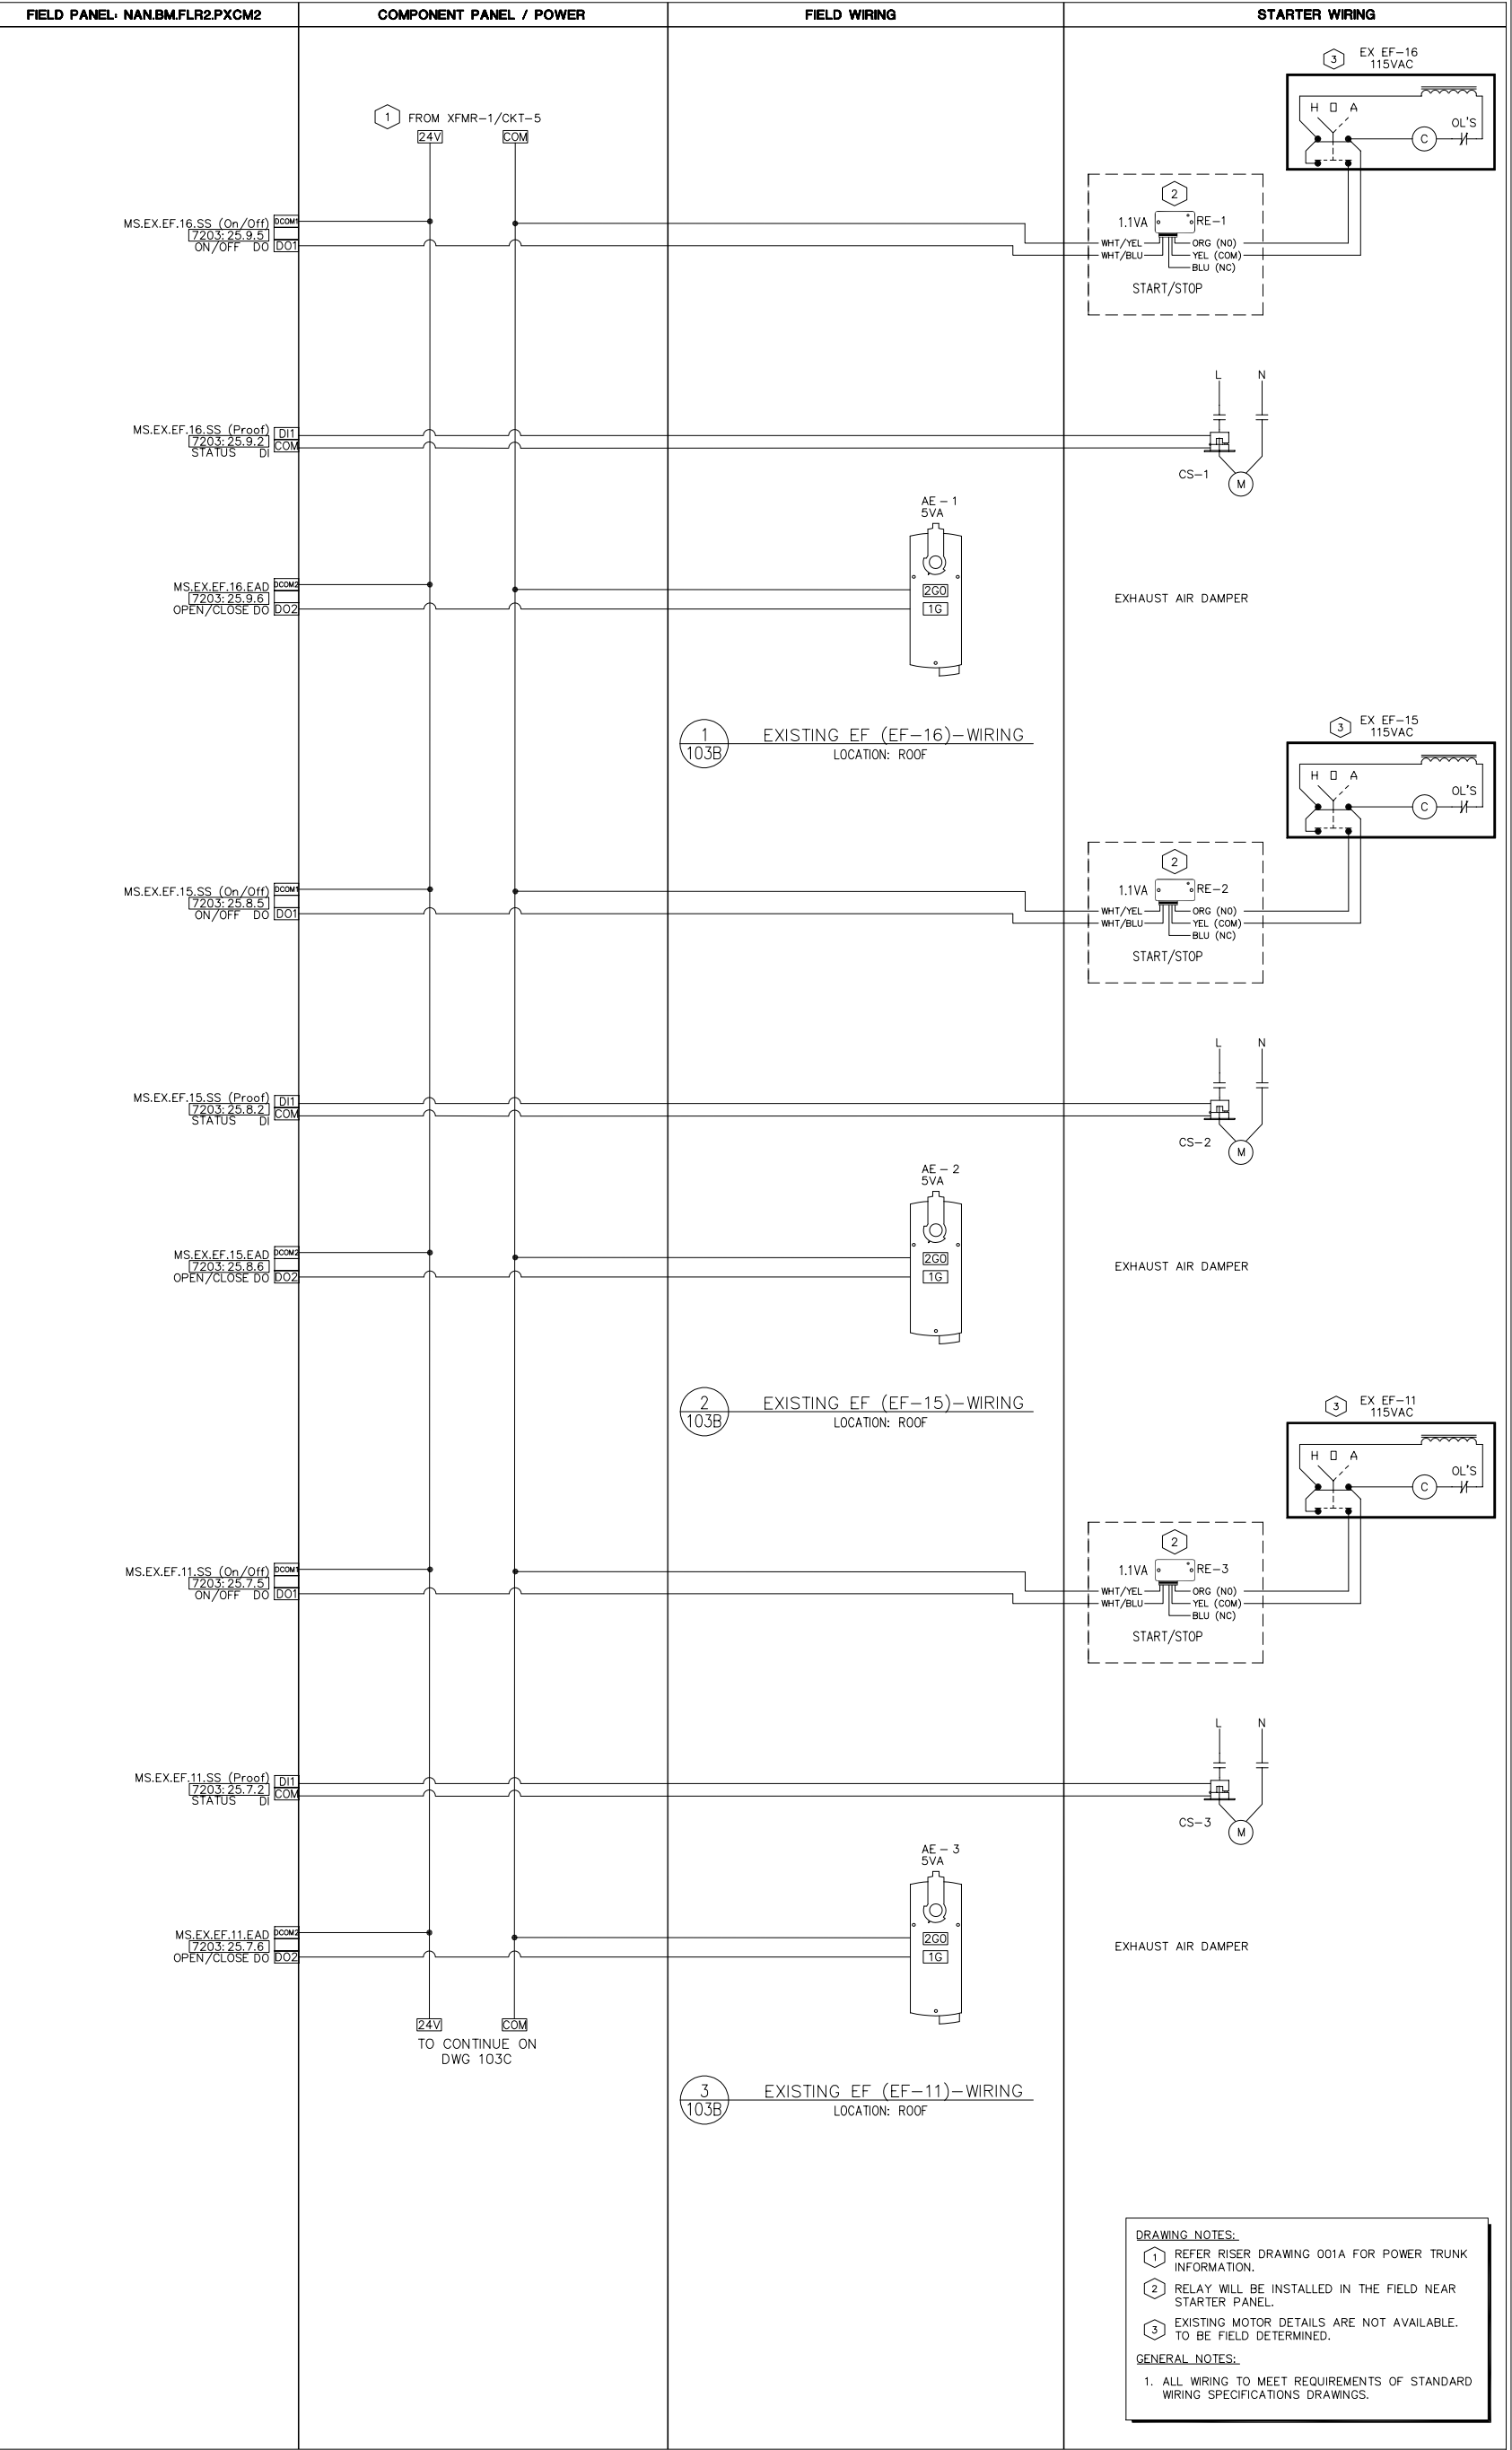 FIELD PANEL: NAN.BM.FLR2.PXCM2
COMPONENT PANEL / POWER
FIELD WIRING
STARTER WIRING
3 EX EF-16
115VAC
H O A
OL'S
C
1 FROM XFMR-1/CKT-5
24V COM
2
1.1VA RE-1
MS.EX.EF.16.SS (On/Off) DCOM1
7203: 25.9.5
ON/OFF DO DO1
WHT/YEL ORG (NO)
WHT/BLU YEL (COM)
BLU (NC)
START/STOP
L N
MS.EX.EF.16.SS (Proof) DI1
7203: 25.9.2 COM
STATUS DI
CS-1 M
AE - 1
5VA
MS.EX.EF.16.EAD DCOM2
7203: 25.9.6
OPEN/CLOSE DO DO2
2GO
1G
EXHAUST AIR DAMPER
1
103B
EXISTING EF (EF-16)-WIRING
LOCATION: ROOF
3 EX EF-15
115VAC
H O A
OL'S
C
2
1.1VA RE-2
MS.EX.EF.15.SS (On/Off) DCOM1
7203: 25.8.5
ON/OFF DO DO1
WHT/YEL ORG (NO)
WHT/BLU YEL (COM)
BLU (NC)
START/STOP
L N
MS.EX.EF.15.SS (Proof) DI1
7203: 25.8.2 COM
STATUS DI
CS-2 M
AE - 2
5VA
MS.EX.EF.15.EAD DCOM2
7203: 25.8.6
OPEN/CLOSE DO DO2
2GO
1G
EXHAUST AIR DAMPER
2
103B
EXISTING EF (EF-15)-WIRING
LOCATION: ROOF
3 EX EF-11
115VAC
H O A
OL'S
C
2
1.1VA RE-3
MS.EX.EF.11.SS (On/Off) DCOM1
7203: 25.7.5
ON/OFF DO DO1
WHT/YEL ORG (NO)
WHT/BLU YEL (COM)
BLU (NC)
START/STOP
L N
MS.EX.EF.11.SS (Proof) DI1
7203: 25.7.2 COM
STATUS DI
CS-3 M
AE - 3
5VA
MS.EX.EF.11.EAD DCOM2
7203: 25.7.6
OPEN/CLOSE DO DO2
2GO
1G
EXHAUST AIR DAMPER
24V COM
TO CONTINUE ON
DWG 103C
3
103B
EXISTING EF (EF-11)-WIRING
LOCATION: ROOF
DRAWING NOTES:
1 REFER RISER DRAWING 001A FOR POWER TRUNK
INFORMATION.
2 RELAY WILL BE INSTALLED IN THE FIELD NEAR
STARTER PANEL.
3 EXISTING MOTOR DETAILS ARE NOT AVAILABLE.
TO BE FIELD DETERMINED.
GENERAL NOTES:
1. ALL WIRING TO MEET REQUIREMENTS OF STANDARD
WIRING SPECIFICATIONS DRAWINGS.